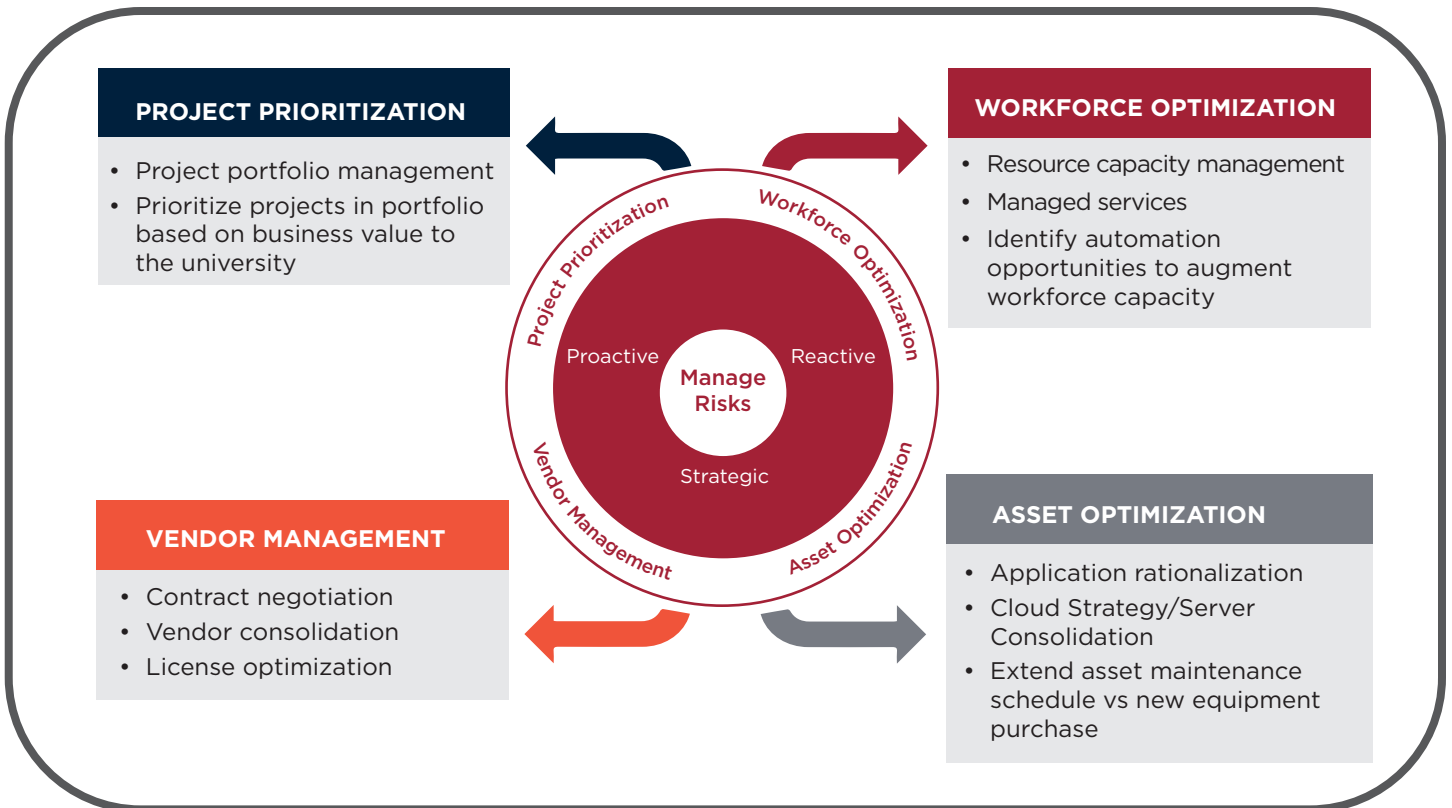 PROJECT PRIORITIZATION
• Project portfolio management
• Prioritize projects in portfolio
based on business value to
the university
WORKFORCE OPTIMIZATION
• Resource capacity management
• Managed services
• Identify automation
opportunities to augment
workforce capacity
Project Prioritization
Workforce Optimization
Proactive
Reactive
Manage
Risks
Strategic
Vendor Management
Asset Optimization
VENDOR MANAGEMENT
• Contract negotiation
• Vendor consolidation
• License optimization
ASSET OPTIMIZATION
• Application rationalization
• Cloud Strategy/Server
Consolidation
• Extend asset maintenance
schedule vs new equipment
purchase